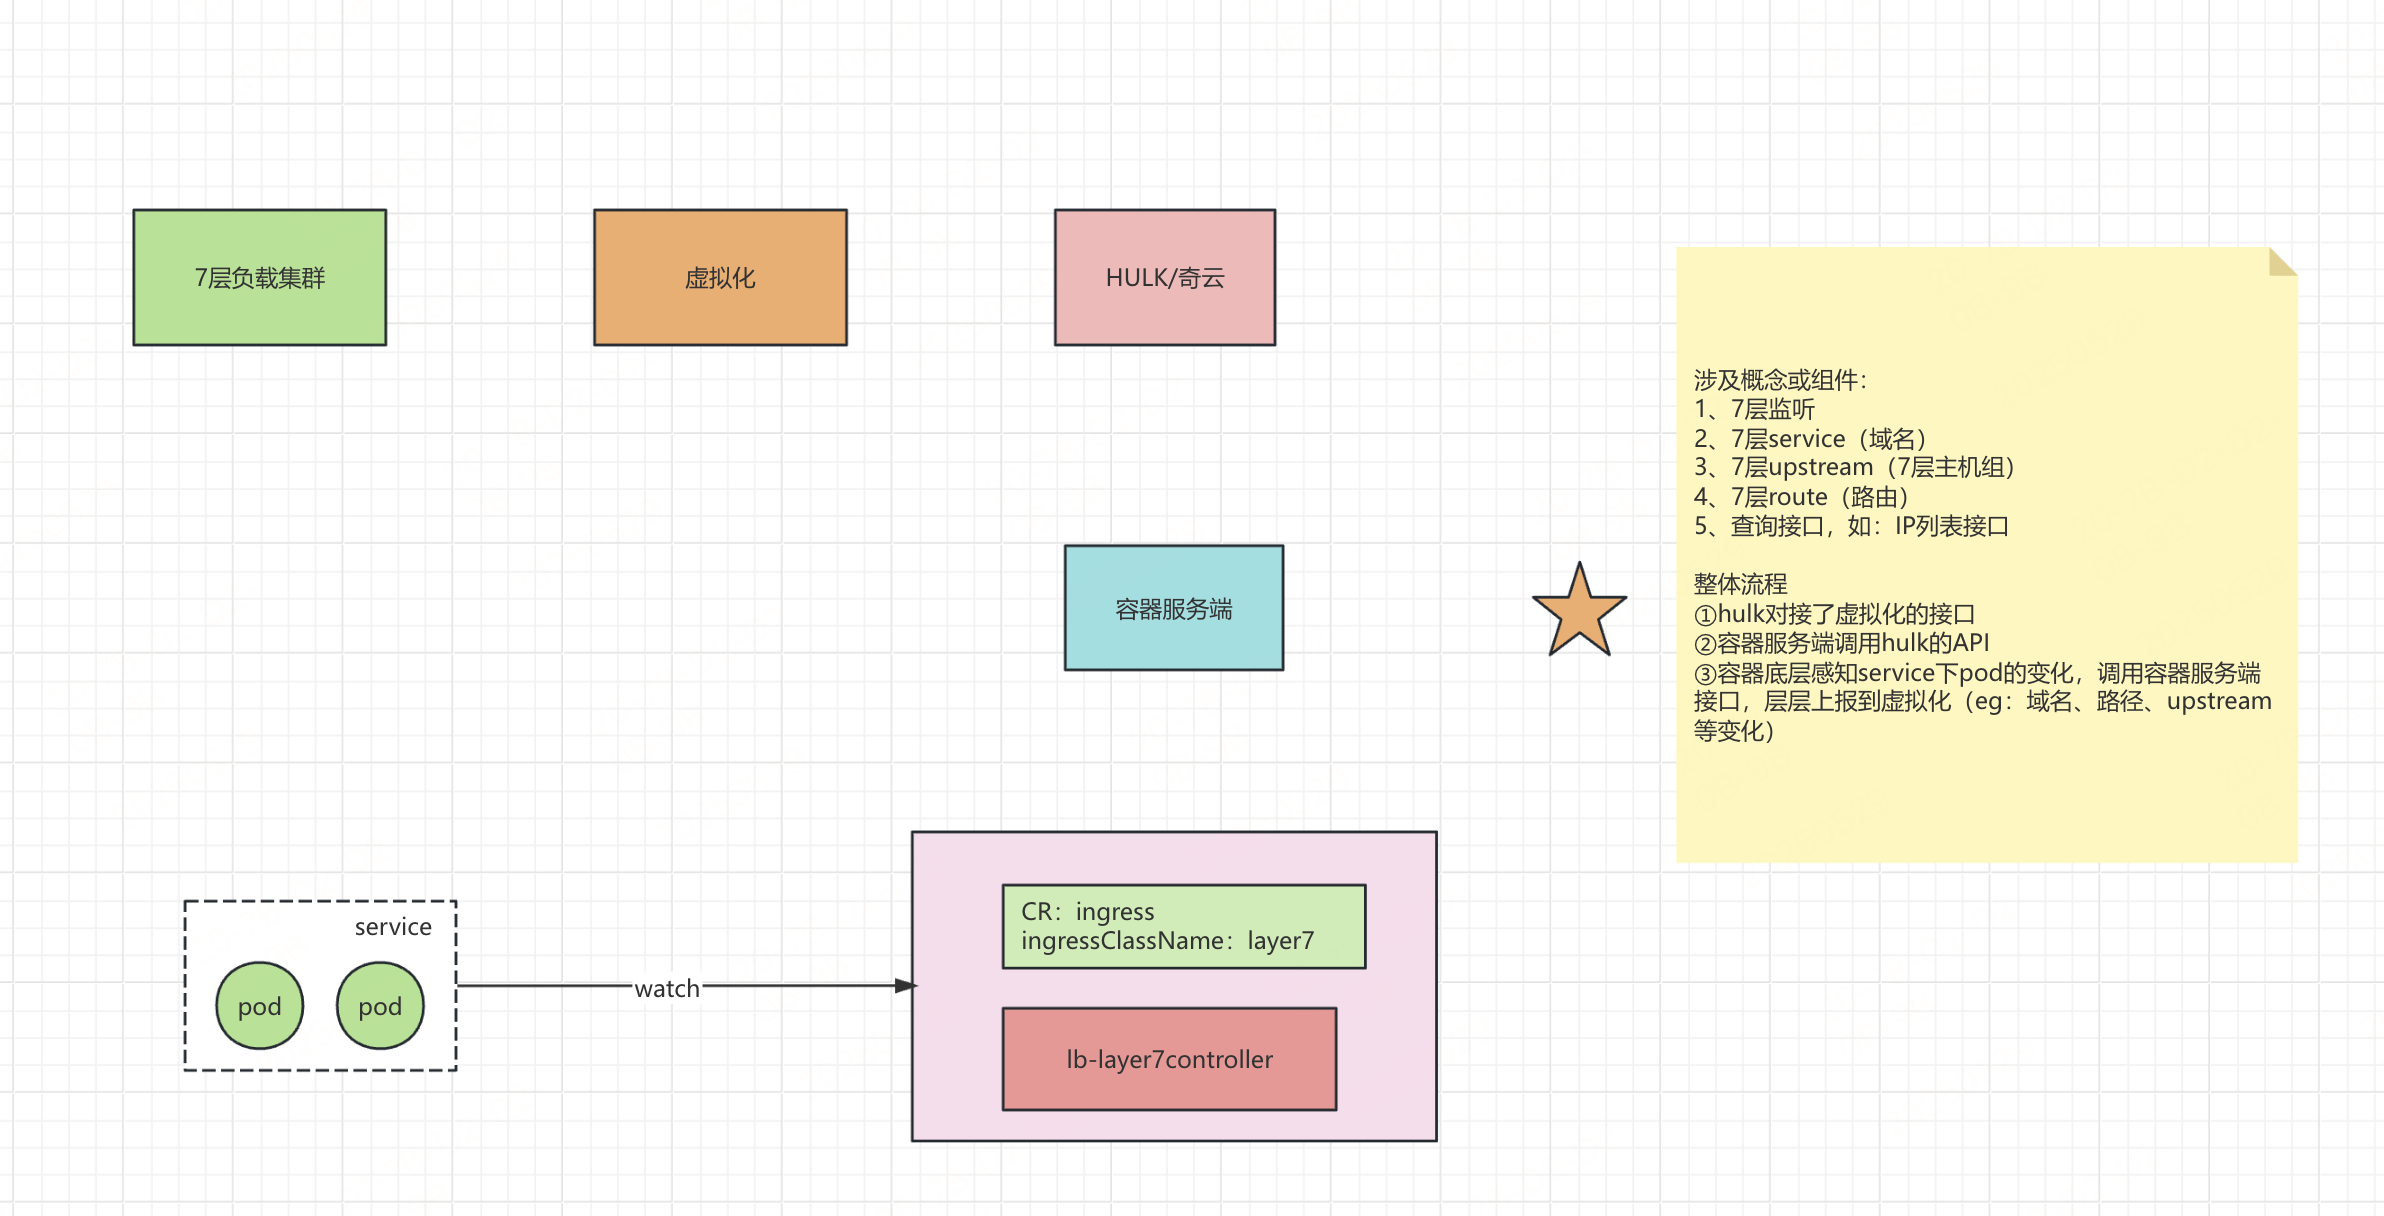 7层负载集群
虚拟化
HULK/奇云
涉及概念或组件：
1、7层监听
2、7层service（域名）
3、7层upstream（7层主机组）
4、7层route（路由）
5、查询接口，如：IP列表接口
整体流程
①hulk对接了虚拟化的接口
②容器服务端调用hulk的API
③容器底层感知service下pod的变化，调用容器服务端
接口，层层上报到虚拟化（eg：域名、路径、upstream
等变化）
容器服务端
service
pod
pod
watch
CR：ingress
ingressClassName：layer7
lb-layer7controller